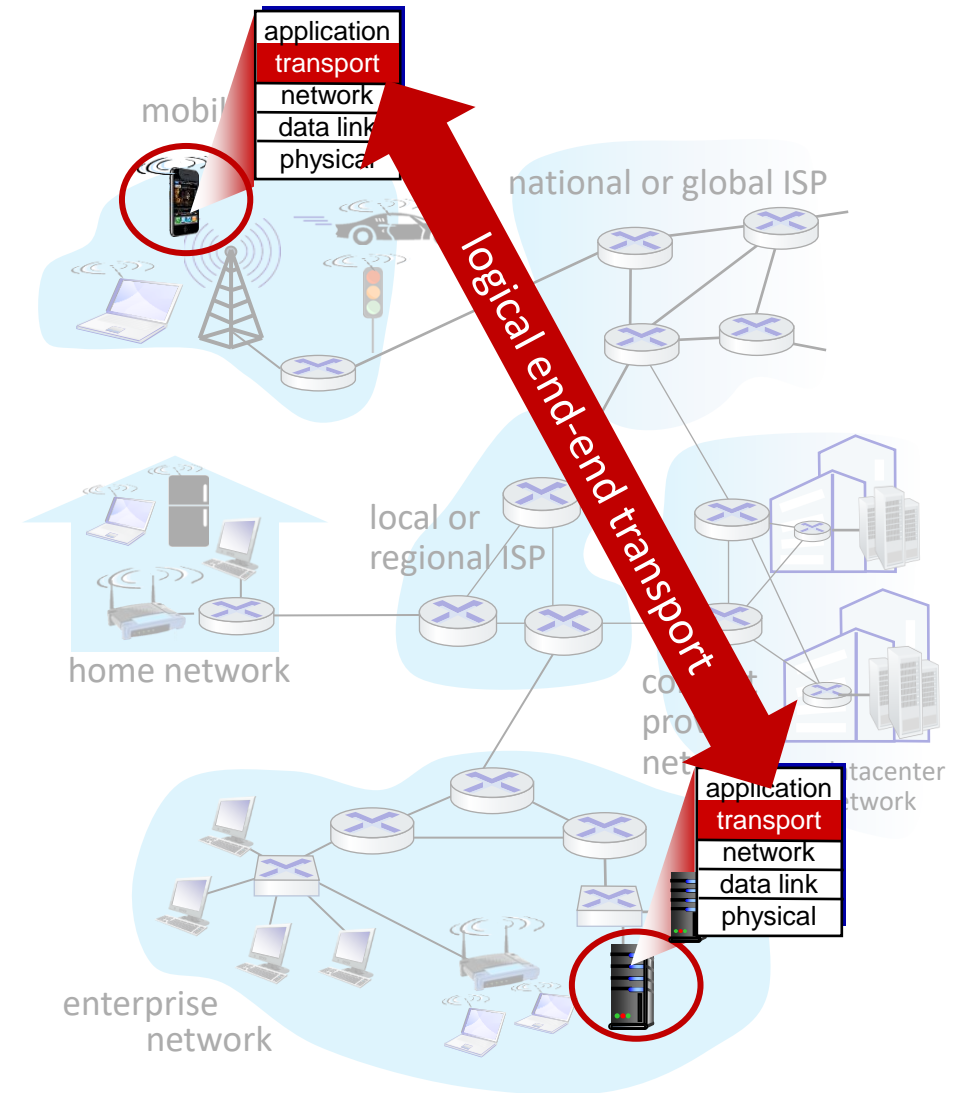 application
transport
network
data link
physical
national or global ISP
logical end-end transport
local or
regional ISP
home network
application
transport
network
data link
physical
enterprise
network